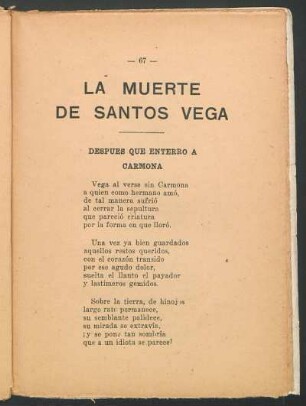 — 67 —
LA MUERTE
DE SANTOS VEGA
DESPUES QUE ENTERRO A
CARMONA
Vega al verse sin Carmona
a quien como hermano amó,
de tal manera sufrió
al cerrar la sepultura
que pareció criatura
por la forma en que lloró.
Una vez ya bien guardados
aquellos restos queridos,
con el corazón transido
por ese agudo dolor,
suelta el llanto el payador
y lastimeros gemidos.
Sobre la tierra, de hinojos
largo rato permanece,
su semblante palidece,
su mirada se extravía,
¡y se pone tan sombría
que a un idiota se parece!